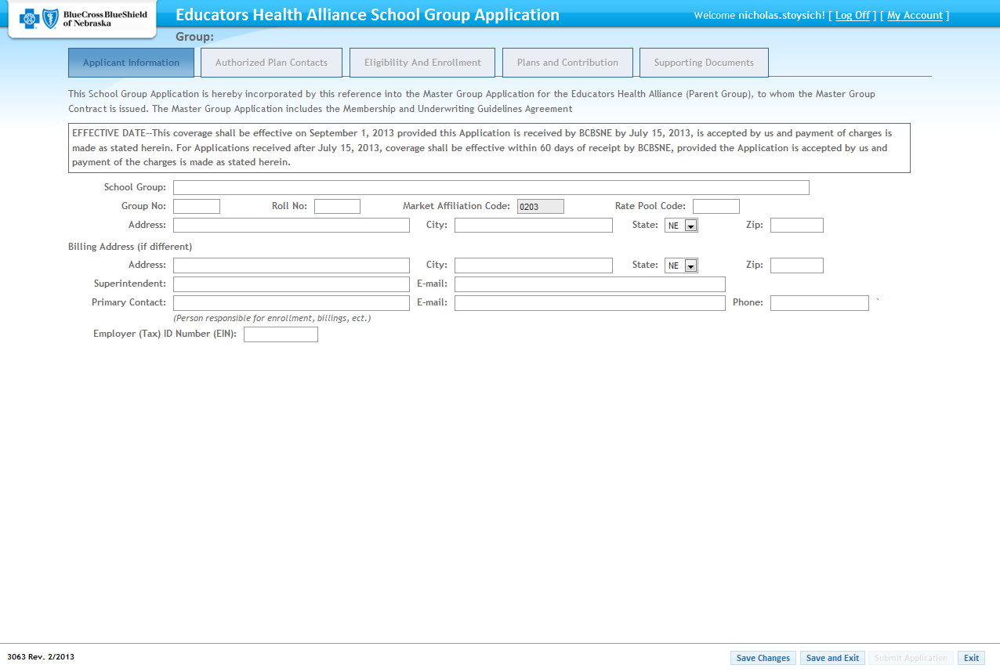 BlueCross BlueShield
of Nebraska
Educators Health Alliance School Group Application
Welcome nicholas.stoysich! [ Log Off ] [ My Account ]
Group:
Applicant Information
Authorized Plan Contacts
Eligibility And Enrollment
Plans and Contribution
Supporting Documents
This School Group Application is hereby incorporated by this reference into the Master Group Application for the Educators Health Alliance (Parent Group), to whom the Master Group
Contract is issued. The Master Group Application includes the Membership and Underwriting Guidelines Agreement
EFFECTIVE DATE--This coverage shall be effective on September 1, 2013 provided this Application is received by BCBSNE by July 15, 2013, is accepted by us and payment of charges is
made as stated herein. For Applications received after July 15, 2013, coverage shall be effective within 60 days of receipt by BCBSNE, provided the Application is accepted by us and
payment of the charges is made as stated herein.
School Group:
Group No: Roll No: Market Affiliation Code: 0203 Rate Pool Code:
Address: City: State: NE Zip:
Billing Address (if different)
Address: City: State: NE Zip:
Superintendent: E-mail:
Primary Contact: E-mail: Phone: `
(Person responsible for enrollment, billings, ect.)
Employer (Tax) ID Number (EIN):
3063 Rev. 2/2013
Save Changes Save and Exit Submit Application Exit